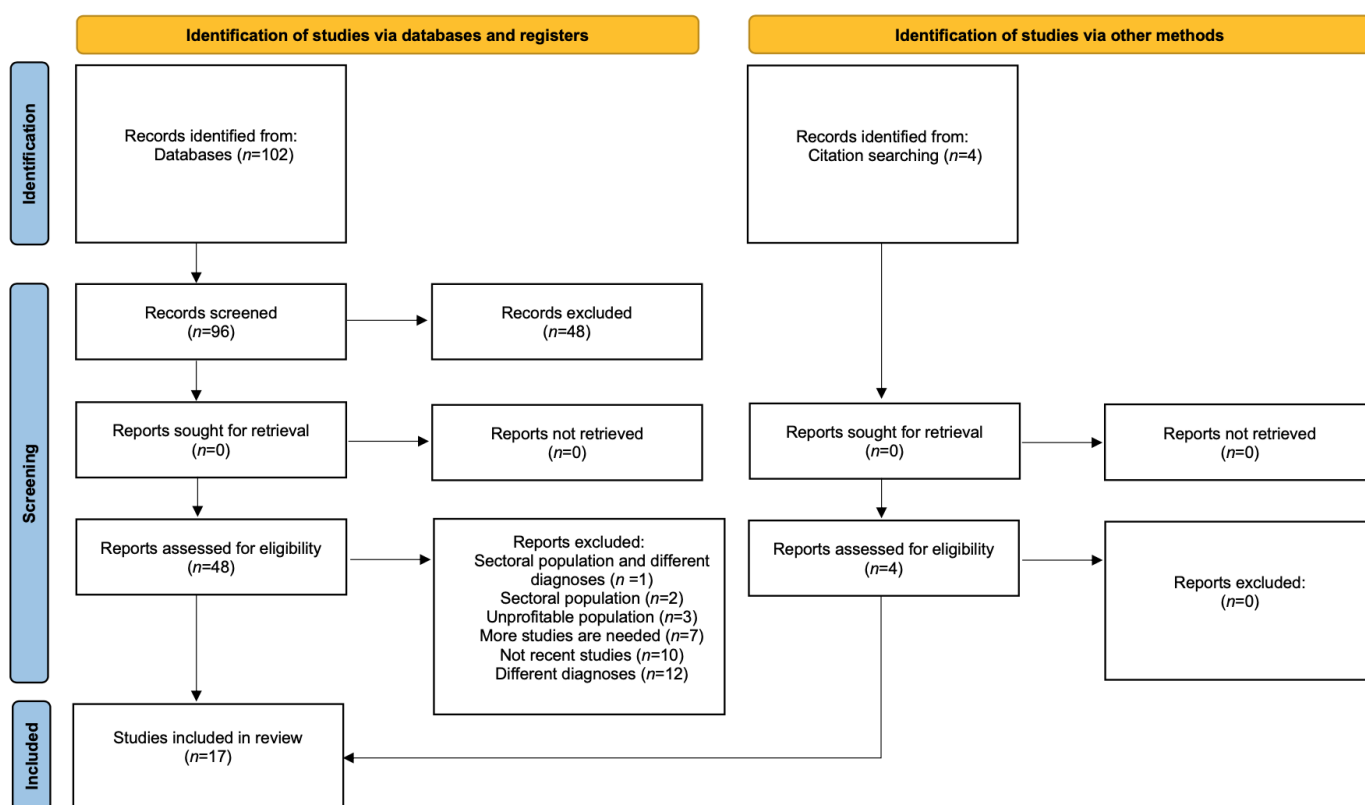 Identification of studies via databases and registers
Identification of studies via other methods
Identification
Records identified from:
Databases (n=102)
Records identified from:
Citation searching (n=4)
Screening
Records screened
(n=96)
Records excluded
(n=48)
Reports sought for retrieval
(n=0)
Reports not retrieved
(n=0)
Reports sought for retrieval
(n=0)
Reports not retrieved
(n=0)
Reports assessed for eligibility
(n=48)
Reports excluded:
Sectoral population and different
diagnoses (n =1)
Sectoral population (n=2)
Unprofitable population (n=3)
More studies are needed (n=7)
Not recent studies (n=10)
Different diagnoses (n=12)
Reports assessed for eligibility
(n=4)
Reports excluded:
(n=0)
Included
Studies included in review
(n=17)